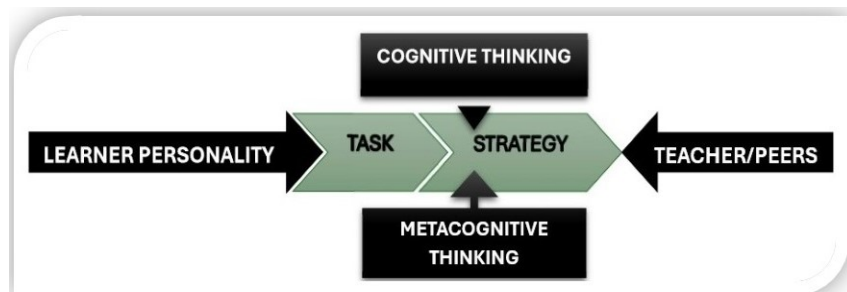 COGNITIVE THINKING
LEARNER PERSONALITY
TASK
STRATEGY
TEACHER/PEERS
METACOGNITIVE
THINKING